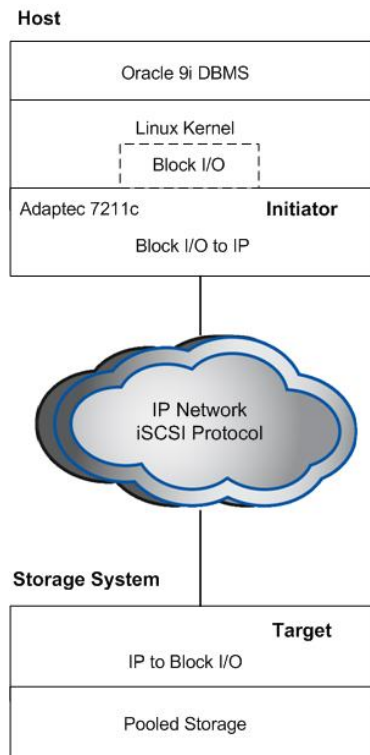 Host
Oracle 9i DBMS
Linux Kernel
Block I/O
Adaptec 7211c Initiator
Block I/O to IP
IP Network
iSCSI Protocol
Storage System
Target
IP to Block I/O
Pooled Storage